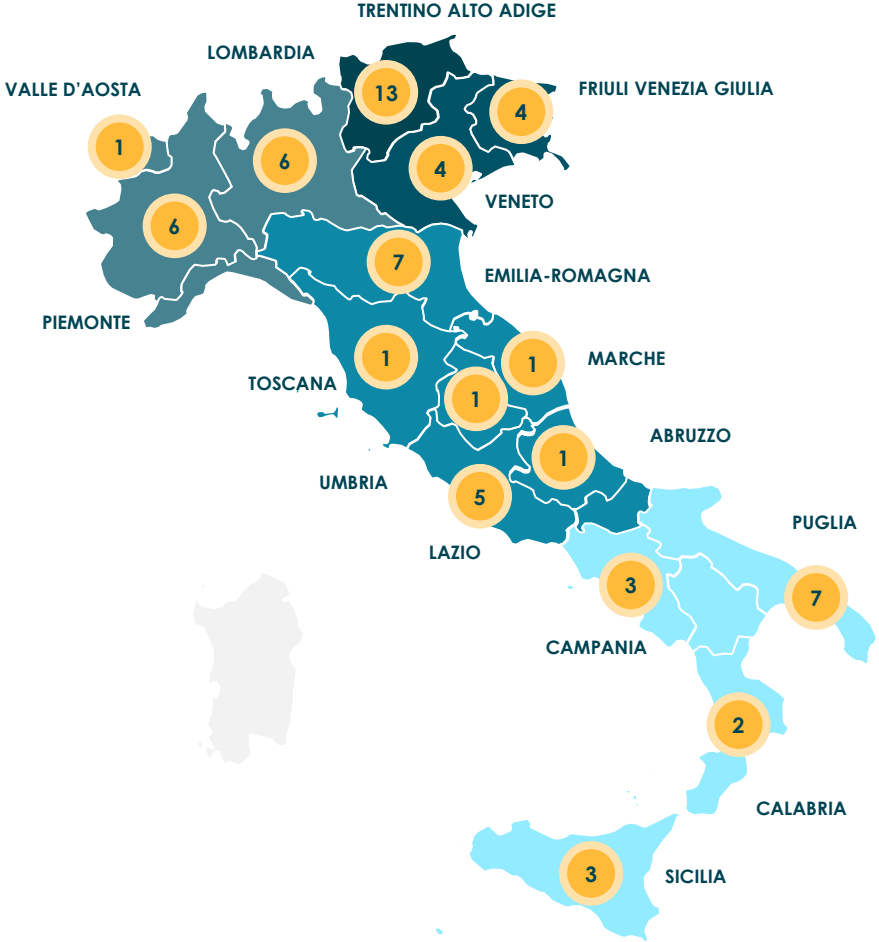 TRENTINO ALTO ADIGE
LOMBARDIA
VALLE D'AOSTA
FRIULI VENEZIA GIULIA
13
4
1
6
4
VENETO
6
7
EMILIA-ROMAGNA
PIEMONTE
1
1
MARCHE
TOSCANA
1
ABRUZZO
1
UMBRIA
5
PUGLIA
LAZIO
3
7
CAMPANIA
2
CALABRIA
3
SICILIA